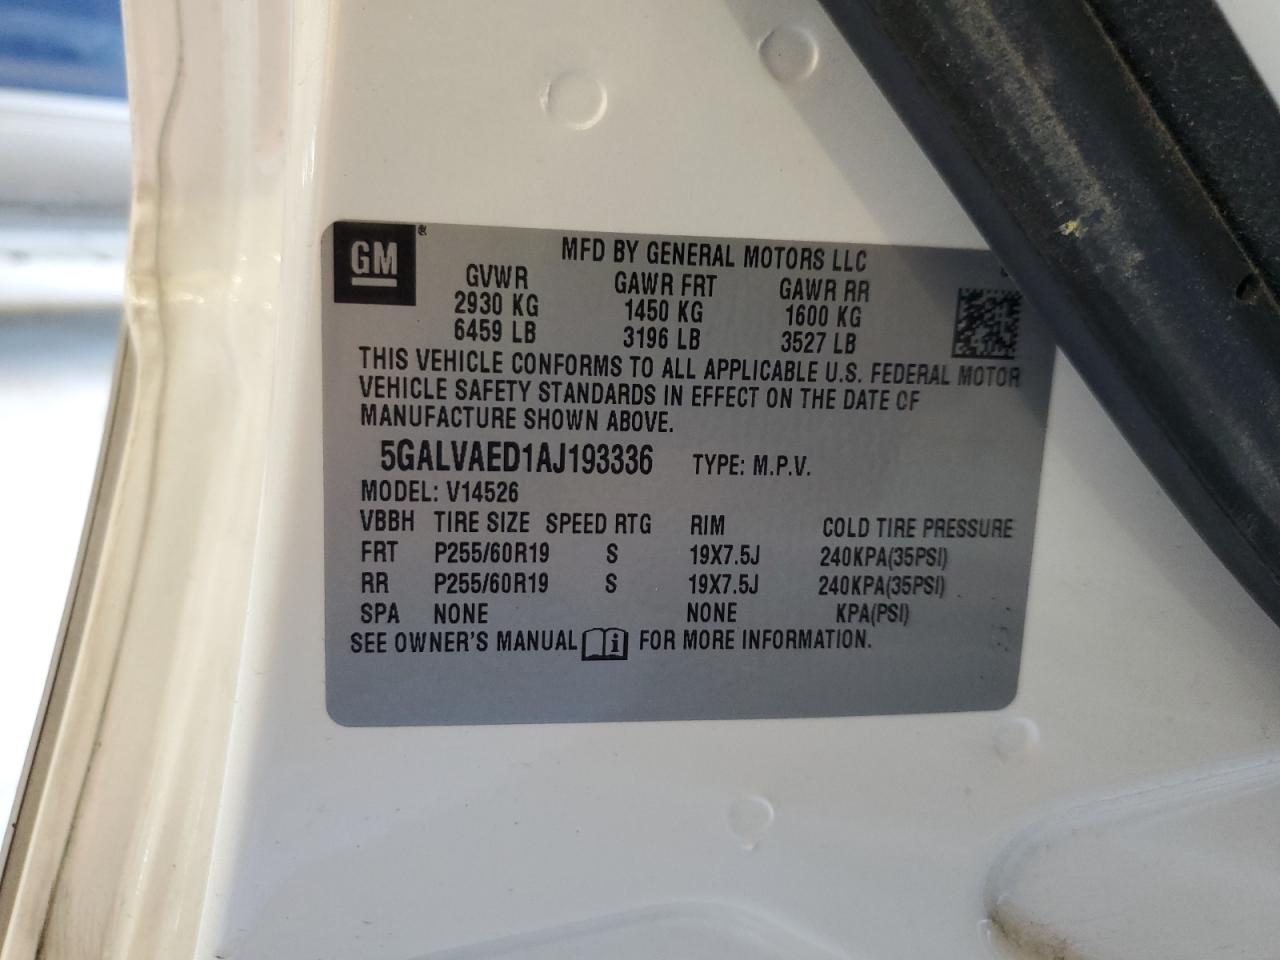 GM®
MFD BY GENERAL MOTORS LLC
GVWR GAWR FRT GAWR RR
2930 KG 1450 KG 1600 KG
6459 LB 3196 LB 3527 LB
THIS VEHICLE CONFORMS TO ALL APPLICABLE U.S. FEDERAL MOTOR
VEHICLE SAFETY STANDARDS IN EFFECT ON THE DATE OF
MANUFACTURE SHOWN ABOVE.
5GALVAED1AJ193336 TYPE: M.P.V.
MODEL: V14526
VBBH TIRE SIZE SPEED RTG RIM COLD TIRE PRESSURE
FRT P255/60R19 S 19X7.5J 240KPA(35PSI)
RR P255/60R19 S 19X7.5J 240KPA(35PSI)
SPA NONE NONE KPA(PSI)
SEE OWNER'S MANUAL i FOR MORE INFORMATION.